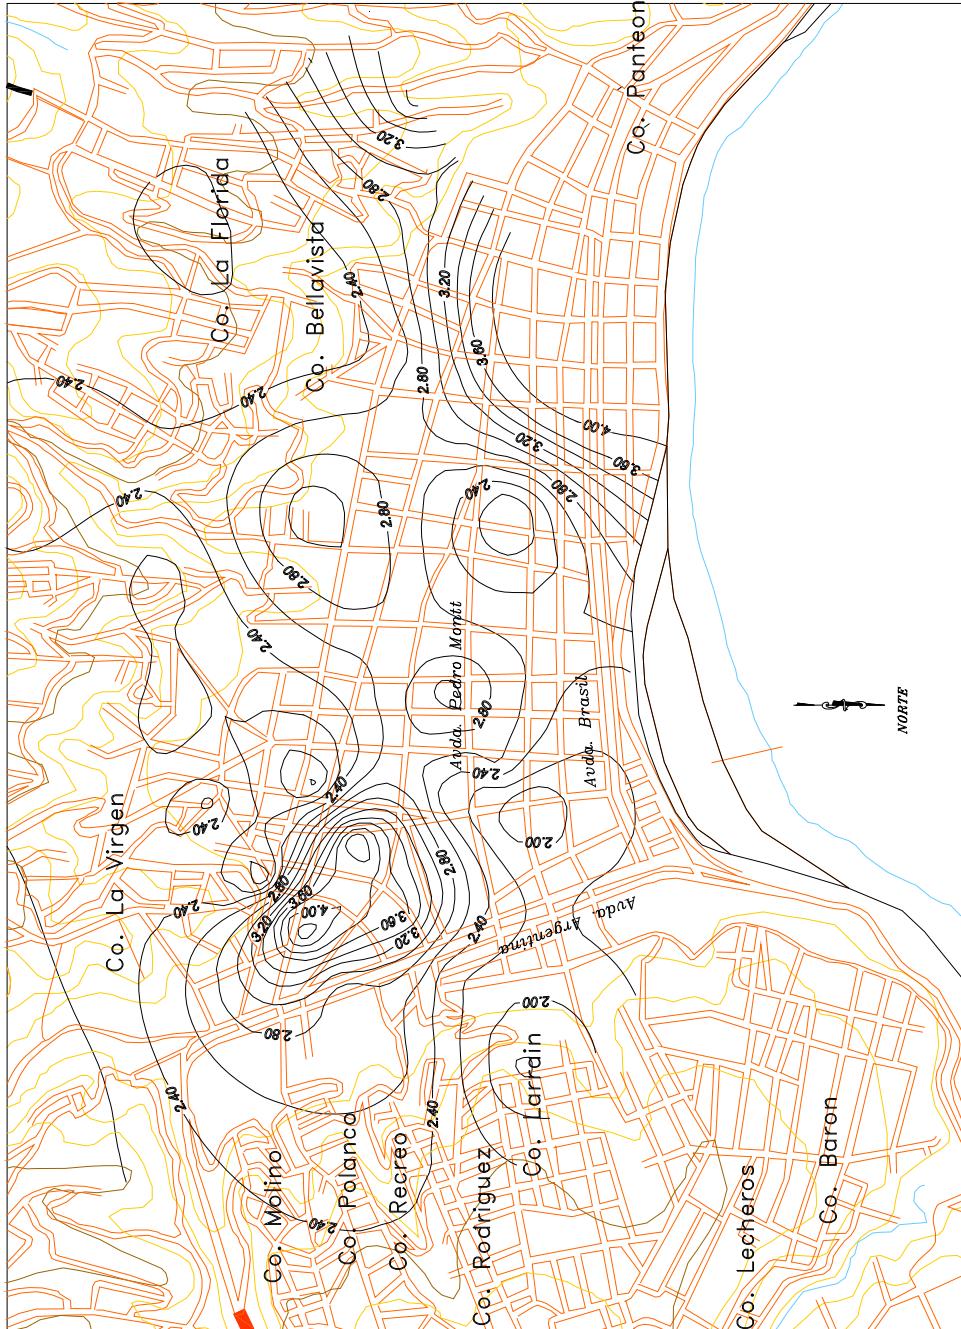 Co. Panteon
3.20
2.80
Co. La Florida
Co. Bellavista
2.40
3.20
3.60
2.80
2.40
2.40
4.00
3.20
3.60
2.80
2.40
2.40
2.80
2.80
2.40
Avda. Pedro Montt
2.80
Avda. Brasil
NORTE
2.40
2.40
2.00
Co. La Virgen
2.40
2.80
2.80
3.60
4.00
2.40
3.20
3.60
3.20
2.40
Avda. Argentina
2.80
2.00
Co. Larrain
2.40
2.40
2.40
Co. Molino
Co. Polanco
Co. Recreo
Co. Rodriguez
Co. Lecheros
Co. Baron